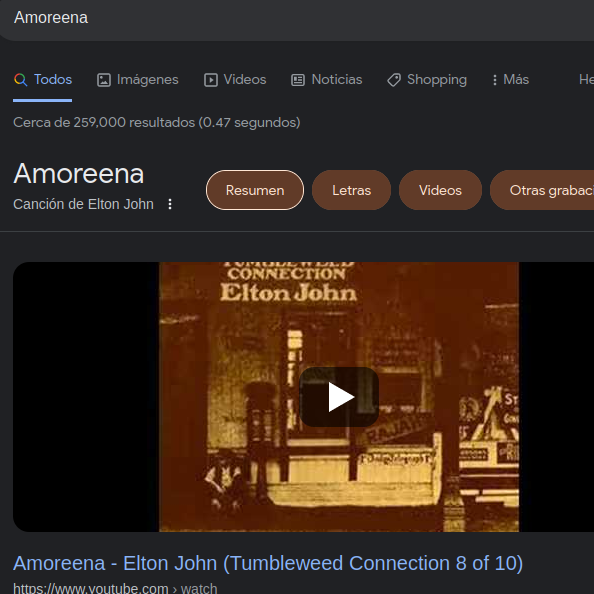 Amoreena
Todos Imágenes Videos Noticias Shopping Más He
Cerca de 259,000 resultados (0.47 segundos)
Amoreena
Canción de Elton John
Resumen Letras Videos Otras grabac
TUMBLEWEED
CONNECTION
Elton John
Amoreena - Elton John (Tumbleweed Connection 8 of 10)
https://www.youtube.com › watch